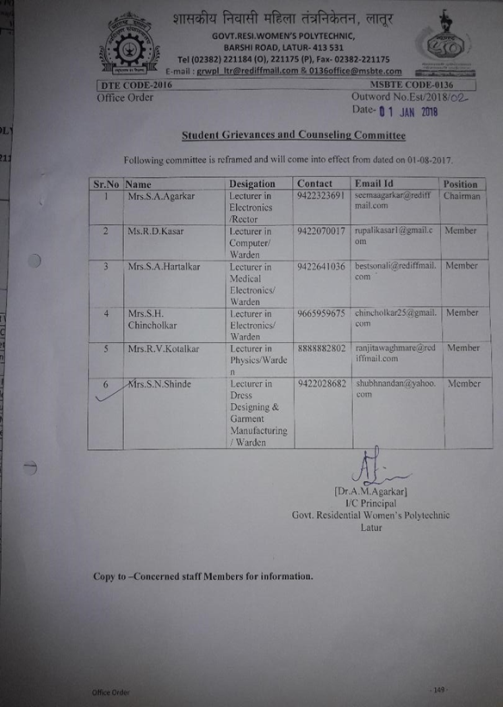 शासकीय निवासी महिला तंत्रनिकेतन, लातूर
GOVT.RESI.WOMEN'S POLYTECHNIC,
BARSHI ROAD, LATUR- 413 531
Tel (02382) 221184 (O), 221175 (P), Fax- 02382-221175
E-mail : grwpl_ltr@rediffmail.com & 0136office@msbte.com
DTE CODE-2016 MSBTE CODE-0136
Office Order Outword No.Est/2018/02-
Date- 01 JAN 2018
Student Grievances and Counseling Committee
Following committee is reframed and will come into effect from dated on 01-08-2017.
Sr.No Name Desigation Contact Email Id Position
1 Mrs.S.A.Agarkar Lecturer in 9422323691 seemaagarkar@rediff Chairman
Electronics mail.com
/Rector
2 Ms.R.D.Kasar Lecturer in 9422070017 rupalikasar1@gmail.c Member
Computer/ om
Warden
3 Mrs.S.A.Hartalkar Lecturer in 9422641036 bestsonali@rediffmail. Member
Medical com
Electronics/
Warden
4 Mrs.S.H. Lecturer in 9665959675 chincholkar25@gmail. Member
Chincholkar Electronics/ com
Warden
5 Mrs.R.V.Kotalkar Lecturer in 8888882802 ranjitawaghmare@red Member
Physics/Warde iffmail.com
n
6 Mrs.S.N.Shinde Lecturer in 9422028682 shubhnandan@yahoo. Member
Dress com
Designing &
Garment
Manufacturing
/ Warden
[Dr.A.M.Agarkar]
I/C Principal
Govt. Residential Women's Polytechnic
Latur
Copy to –Concerned staff Members for information.
Office Order - 149 -